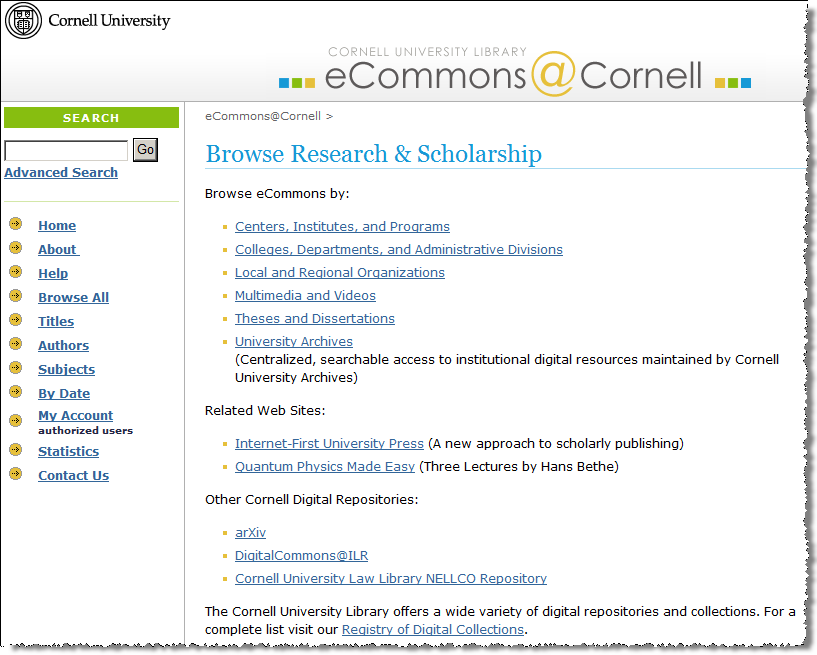 Cornell University
CORNELL UNIVERSITY LIBRARY
eCommons@Cornell
SEARCH
Go
Advanced Search
Home
About
Help
Browse All
Titles
Authors
Subjects
By Date
My Account
authorized users
Statistics
Contact Us
eCommons@Cornell >
Browse Research & Scholarship
Browse eCommons by:
Centers, Institutes, and Programs
Colleges, Departments, and Administrative Divisions
Local and Regional Organizations
Multimedia and Videos
Theses and Dissertations
University Archives
(Centralized, searchable access to institutional digital resources maintained by Cornell
University Archives)
Related Web Sites:
Internet-First University Press (A new approach to scholarly publishing)
Quantum Physics Made Easy (Three Lectures by Hans Bethe)
Other Cornell Digital Repositories:
arXiv
DigitalCommons@ILR
Cornell University Law Library NELLCO Repository
The Cornell University Library offers a wide variety of digital repositories and collections. For a
complete list visit our Registry of Digital Collections.